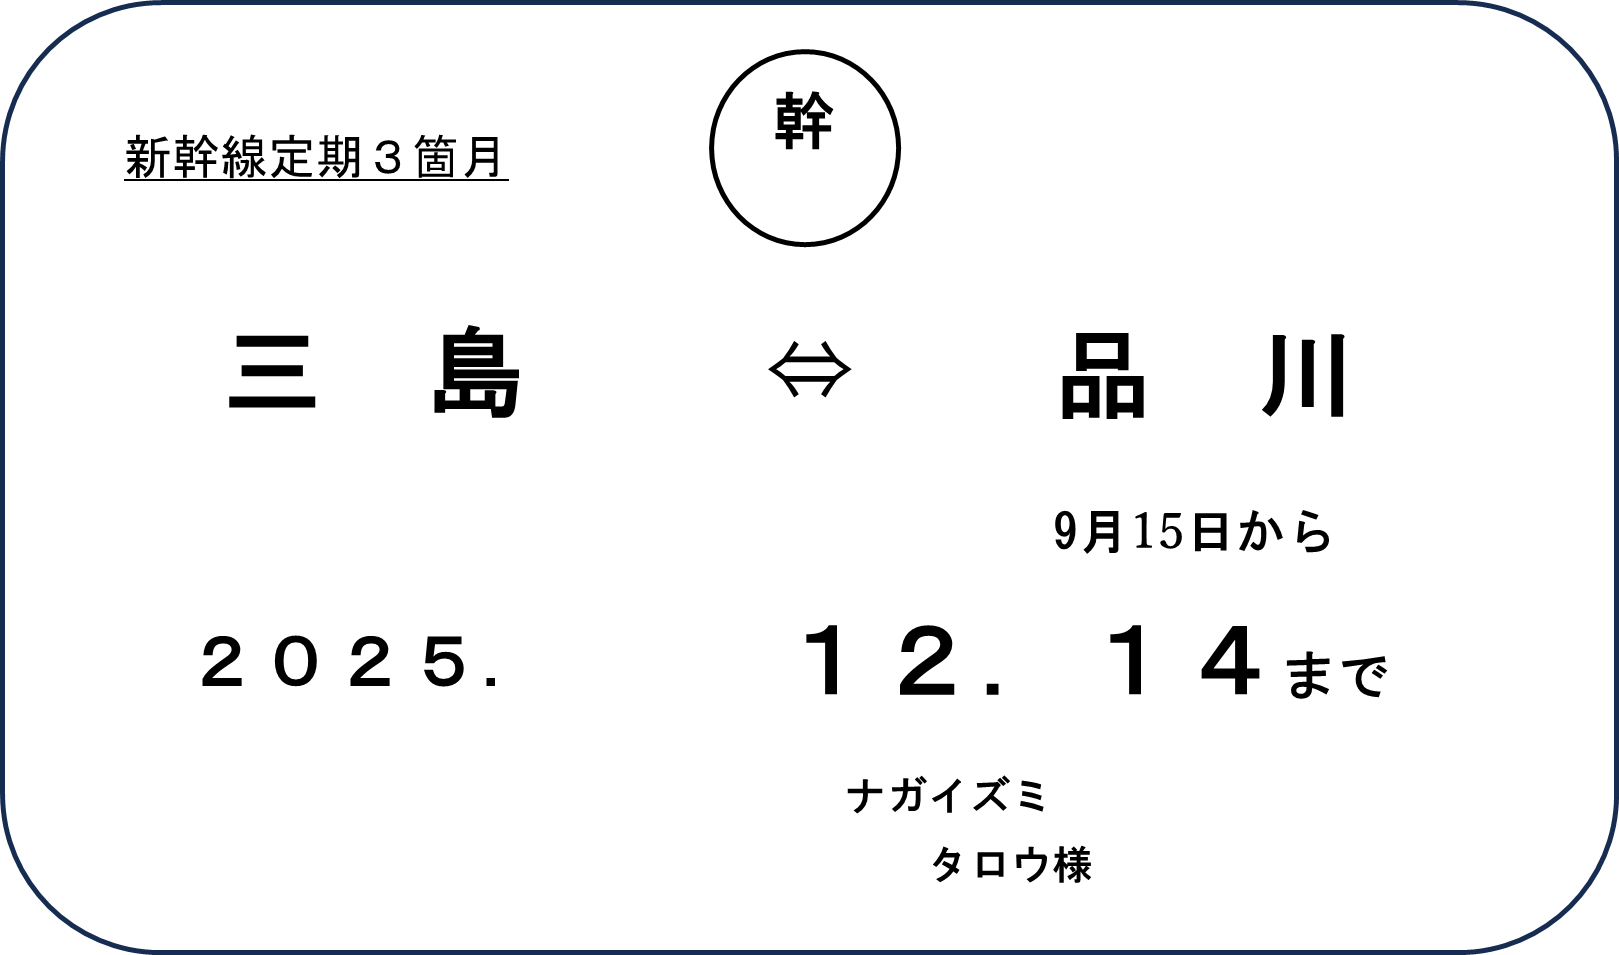 幹
新幹線定期３箇月
三　島　⇔　品　川
9月15日から
２０２５.　１２.　１４まで
ナガイズミ
タロウ様